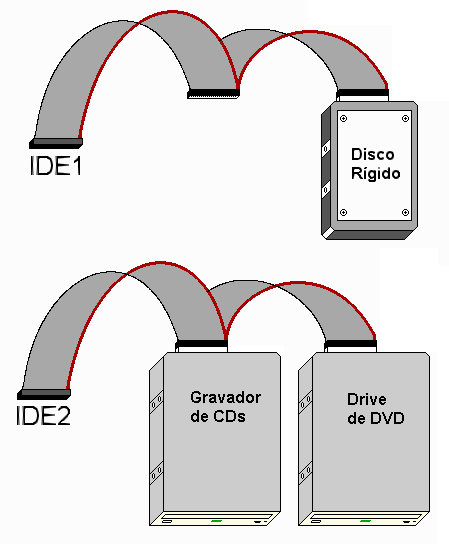 IDE1
Disco
Rígido
IDE2
Gravador
de CDs
Drive
de DVD